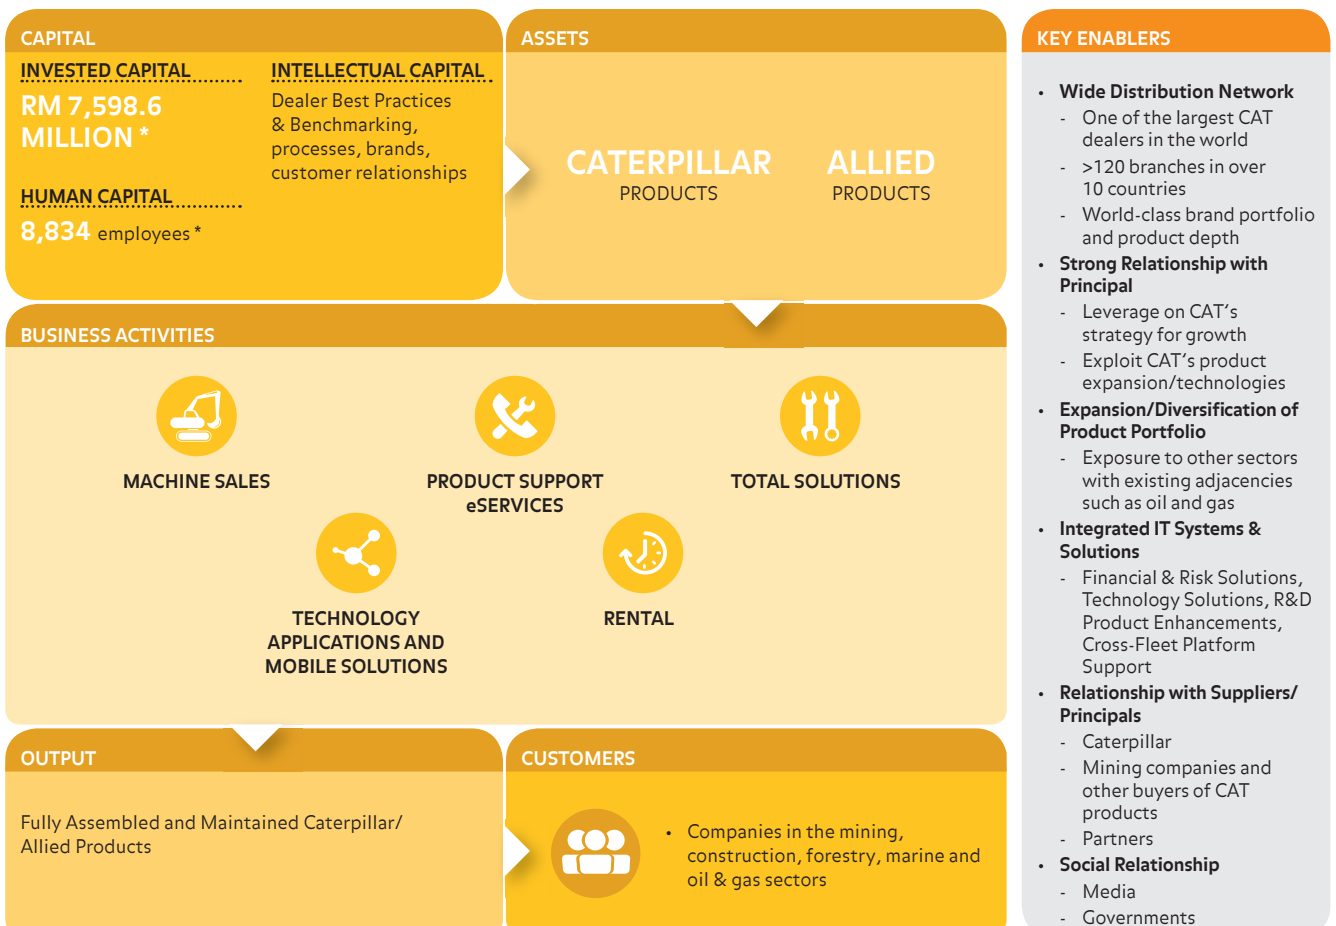 CAPITAL
INVESTED CAPITAL
RM 7,598.6
MILLION *
HUMAN CAPITAL
8,834 employees *
INTELLECTUAL CAPITAL
Dealer Best Practices
& Benchmarking,
processes, brands,
customer relationships
ASSETS
CATERPILLAR
PRODUCTS
ALLIED
PRODUCTS
BUSINESS ACTIVITIES
MACHINE SALES
PRODUCT SUPPORT
eSERVICES
TOTAL SOLUTIONS
TECHNOLOGY
APPLICATIONS AND
MOBILE SOLUTIONS
RENTAL
OUTPUT
Fully Assembled and Maintained Caterpillar/
Allied Products
CUSTOMERS
• Companies in the mining,
construction, forestry, marine and
oil & gas sectors
KEY ENABLERS
• Wide Distribution Network
- One of the largest CAT
dealers in the world
- >120 branches in over
10 countries
- World-class brand portfolio
and product depth
• Strong Relationship with
Principal
- Leverage on CAT‘s
strategy for growth
- Exploit CAT‘s product
expansion/technologies
• Expansion/Diversification of
Product Portfolio
- Exposure to other sectors
with existing adjacencies
such as oil and gas
• Integrated IT Systems &
Solutions
- Financial & Risk Solutions,
Technology Solutions, R&D
Product Enhancements,
Cross-Fleet Platform
Support
• Relationship with Suppliers/
Principals
- Caterpillar
- Mining companies and
other buyers of CAT
products
- Partners
• Social Relationship
- Media
- Governments